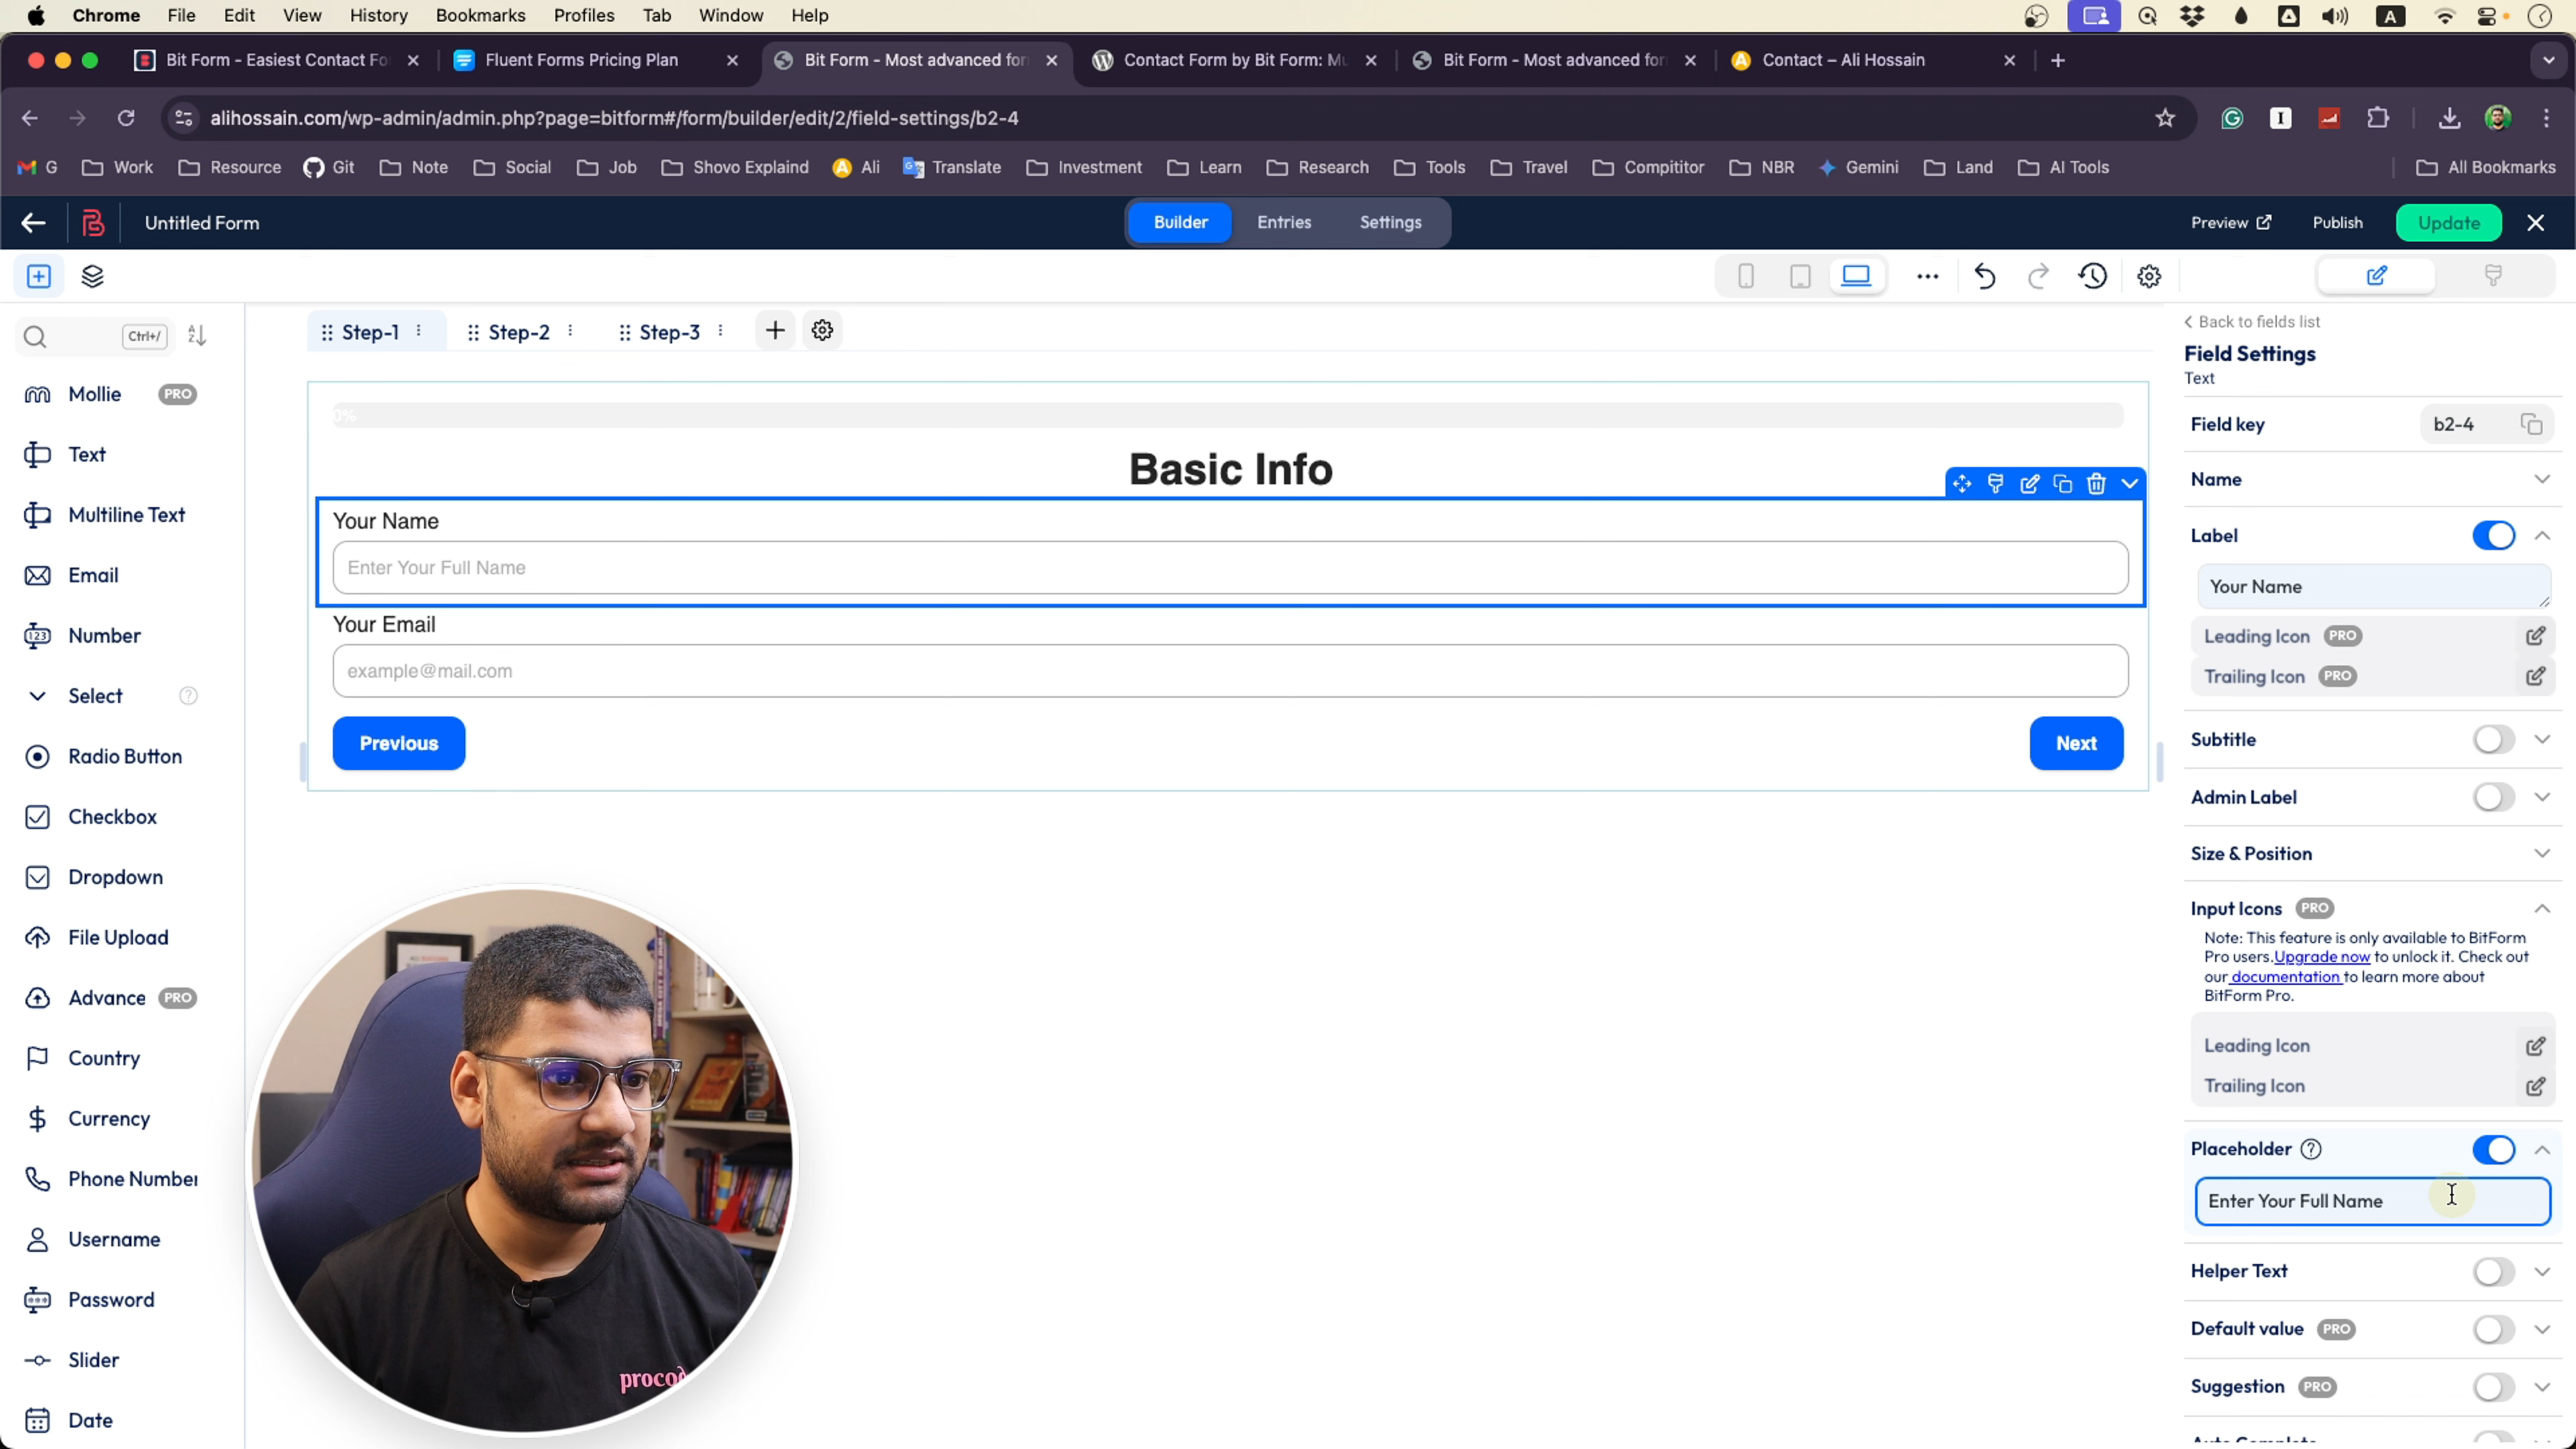 Chrome File Edit View History Bookmarks Profiles Tab Window Help A
Bit Form - Easiest Contact Fo
Fluent Forms Pricing Plan
Bit Form - Most advanced for
Contact Form by Bit Form: Mu
Bit Form - Most advanced for
Contact – Ali Hossain
alihossain.com/wp-admin/admin.php?page=bitform#/form/builder/edit/2/field-settings/b2-4
G Work Resource Git Note Social Job Shovo Explaind Ali Translate Investment Learn Research Tools Travel Compititor NBR Gemini Land AI Tools All Bookmarks
Untitled Form
Builder Entries Settings
Preview Publish Update
Ctrl+/
Step-1 Step-2 Step-3
Mollie PRO
Text
Multiline Text
Email
Number
Select
Radio Button
Checkbox
Dropdown
File Upload
Advance PRO
Country
Currency
Phone Number
Username
Password
Slider
Date
0%
Basic Info
Your Name
Enter Your Full Name
Your Email
example@mail.com
Previous Next
Back to fields list
Field Settings
Text
Field key b2-4
Name
Label
Your Name
Leading Icon PRO
Trailing Icon PRO
Subtitle
Admin Label
Size & Position
Input Icons PRO
Note: This feature is only available to BitForm
Pro users.Upgrade now to unlock it. Check out
our documentation to learn more about
BitForm Pro.
Leading Icon
Trailing Icon
Placeholder
Enter Your Full Name
Helper Text
Default value PRO
Suggestion PRO